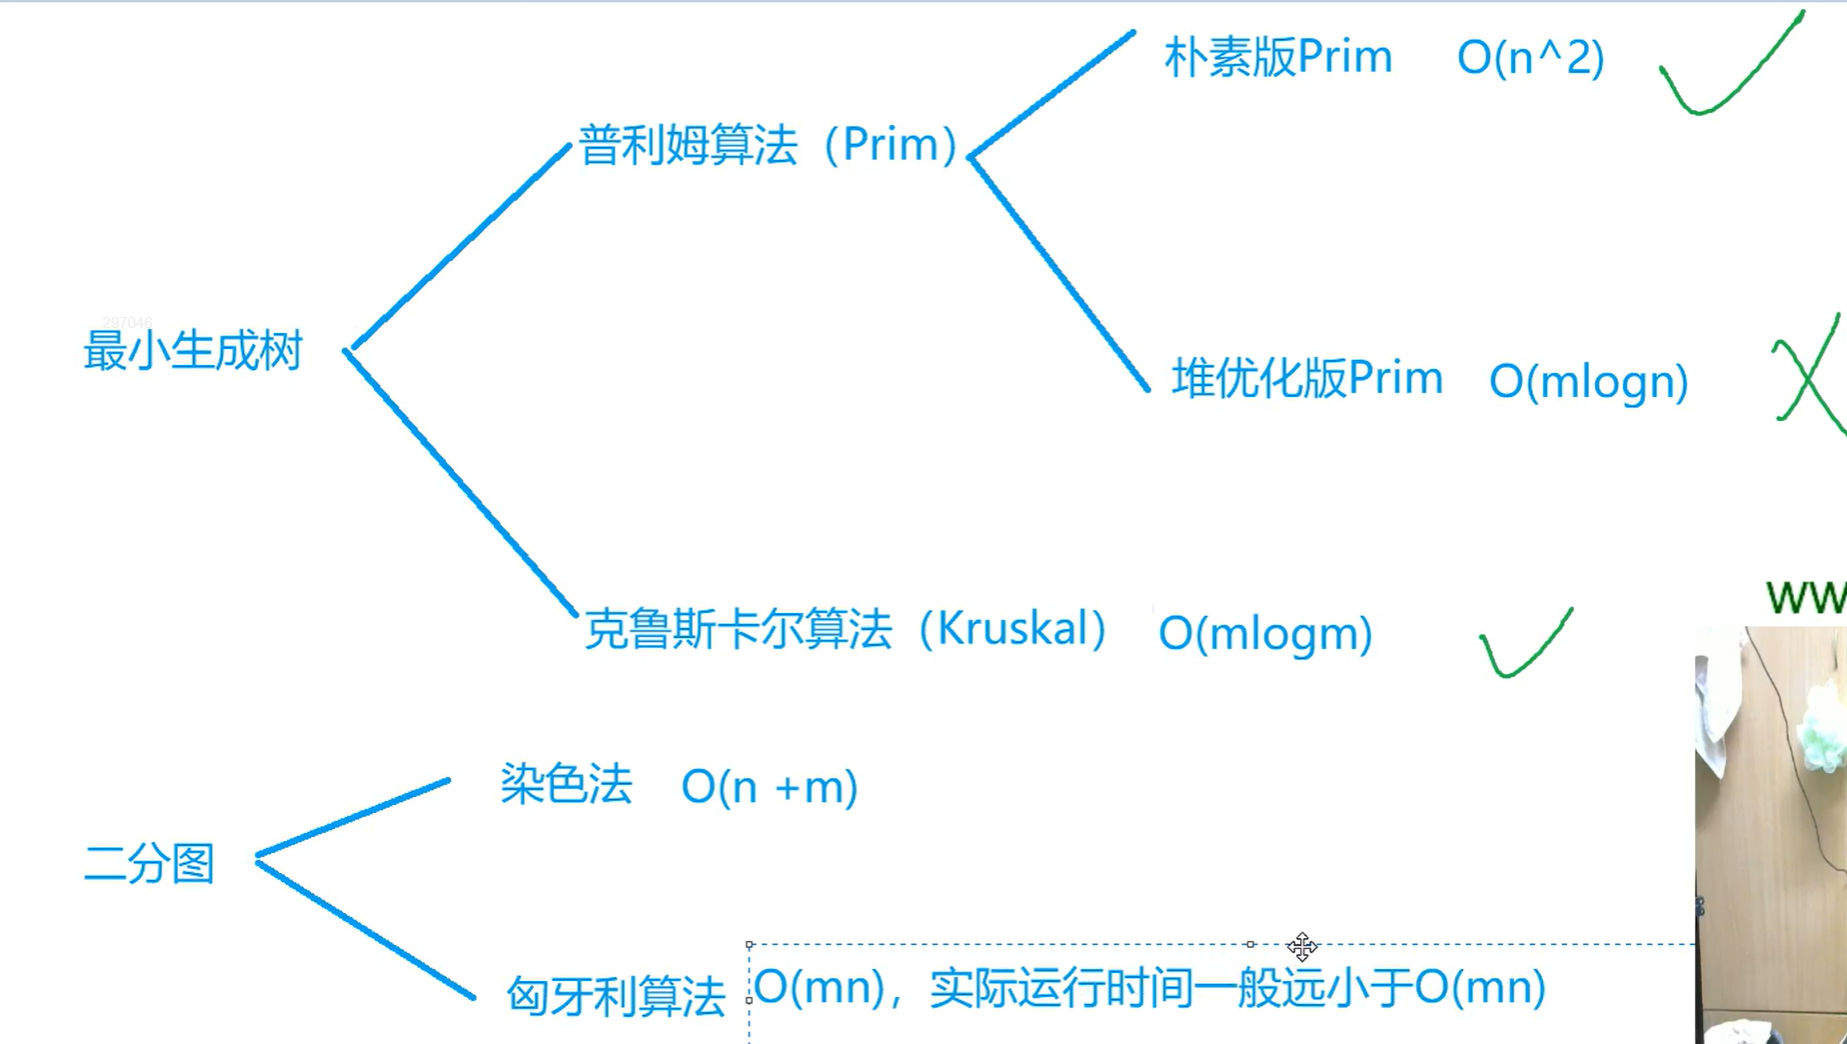 朴素版Prim O(n^2)
普利姆算法（Prim）
297046
最小生成树
堆优化版Prim O(mlogn)
ww
克鲁斯卡尔算法（Kruskal） O(mlogm)
染色法 O(n +m)
二分图
匈牙利算法 O(mn)，实际运行时间一般远小于O(mn)